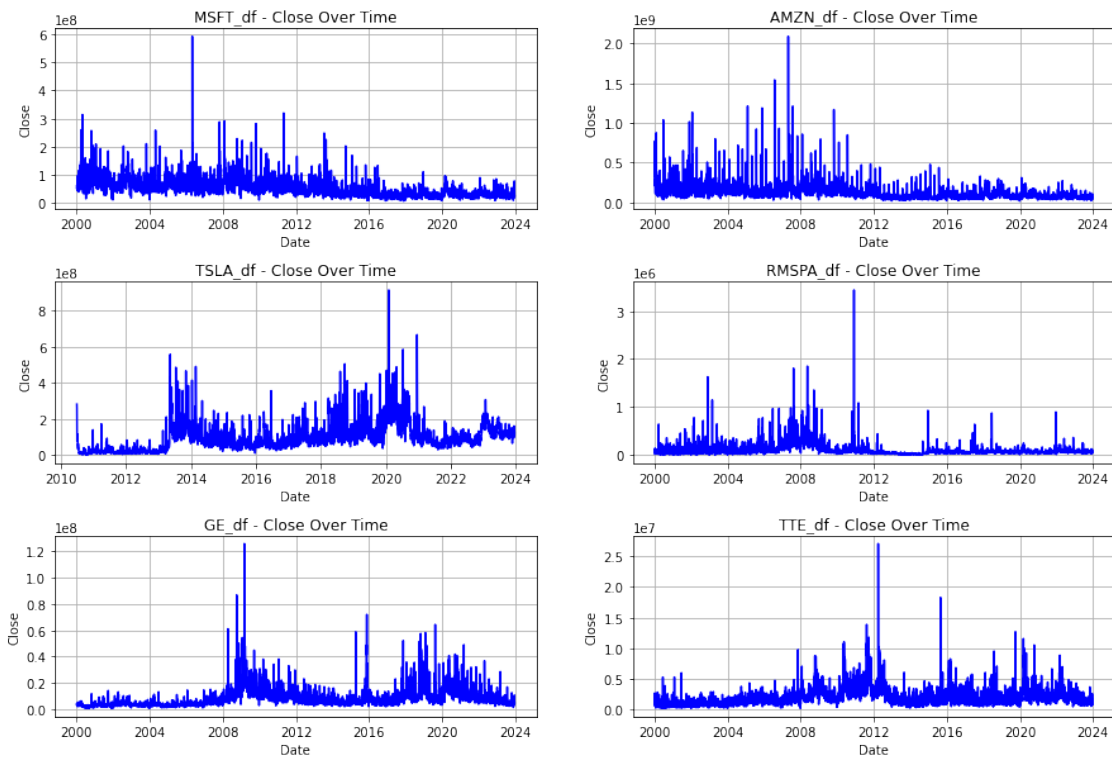 MSFT_df - Close Over Time
1e8
6
5
4
3
2
1
0
Close
2000 2004 2008 2012 2016 2020 2024
Date
AMZN_df - Close Over Time
1e9
2.0
1.5
1.0
0.5
0.0
Close
2000 2004 2008 2012 2016 2020 2024
Date
TSLA_df - Close Over Time
1e8
8
6
4
2
0
Close
2010 2012 2014 2016 2018 2020 2022 2024
Date
RMSPA_df - Close Over Time
1e6
3
2
1
0
Close
2000 2004 2008 2012 2016 2020 2024
Date
GE_df - Close Over Time
1e8
1.2
1.0
0.8
0.6
0.4
0.2
0.0
Close
2000 2004 2008 2012 2016 2020 2024
Date
TTE_df - Close Over Time
1e7
2.5
2.0
1.5
1.0
0.5
0.0
Close
2000 2004 2008 2012 2016 2020 2024
Date